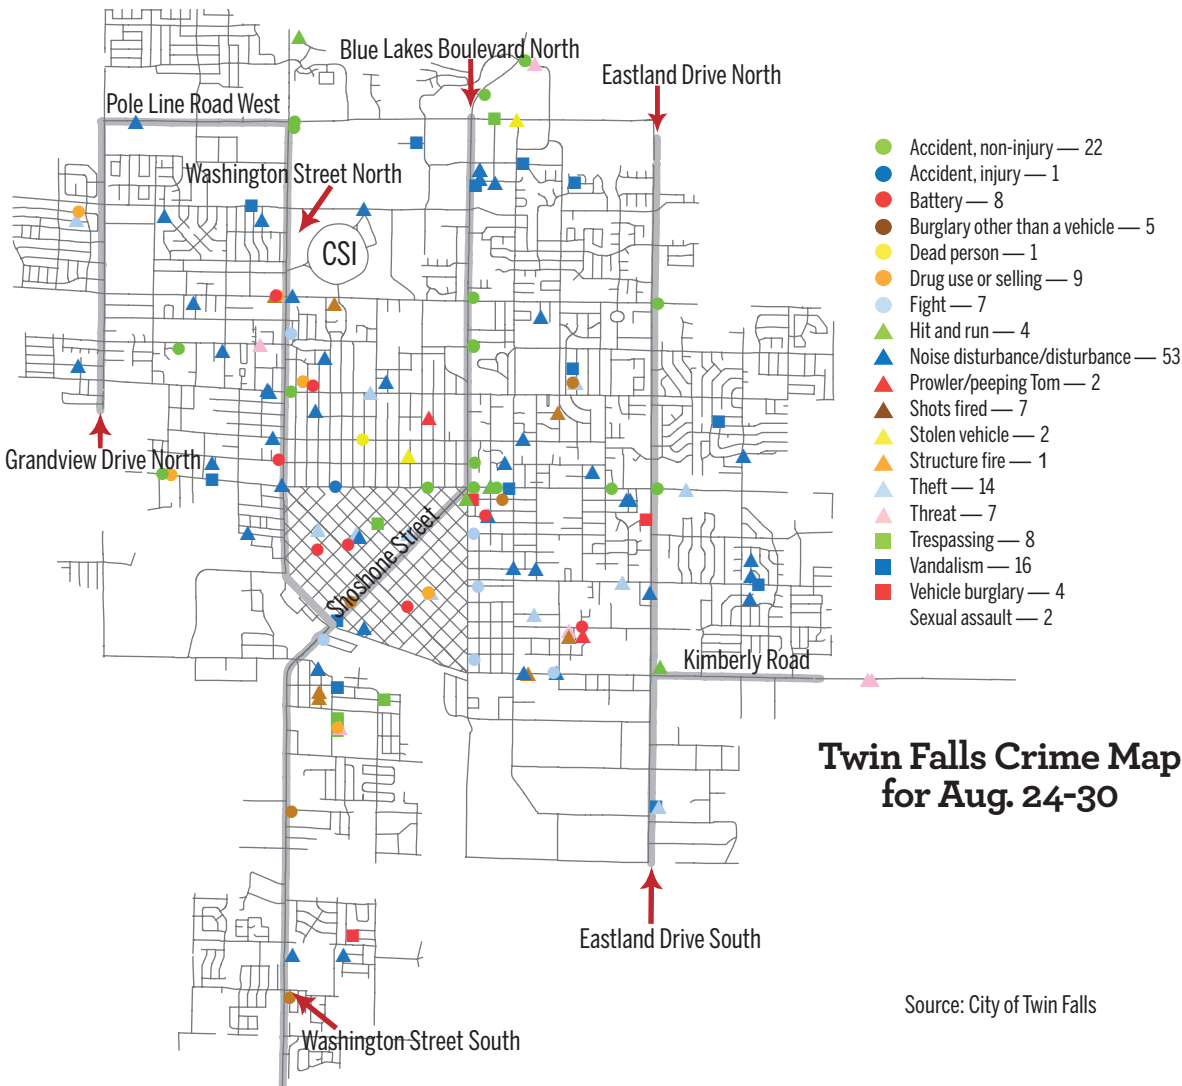 Blue Lakes Boulevard North
Eastland Drive North
Pole Line Road West
Washington Street North
CSI
Grandview Drive North
Shoshone Street
Kimberly Road
Eastland Drive South
Washington Street South
Accident, non-injury — 22
Accident, injury — 1
Battery — 8
Burglary other than a vehicle — 5
Dead person — 1
Drug use or selling — 9
Fight — 7
Hit and run — 4
Noise disturbance/disturbance — 53
Prowler/peeping Tom — 2
Shots fired — 7
Stolen vehicle — 2
Structure fire — 1
Theft — 14
Threat — 7
Trespassing — 8
Vandalism — 16
Vehicle burglary — 4
Sexual assault — 2
Twin Falls Crime Map
for Aug. 24-30
Source: City of Twin Falls